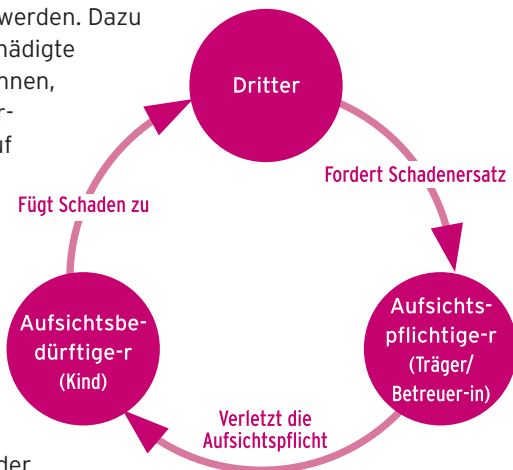 werden. Dazu
hädigte
nnen,
r-
uf
Dritter
Fordert Schadenersatz
Fügt Schaden zu
Aufsichts-
pflichtige-r
(Träger/
Betreuer-in)
Aufsichtsbe-
dürftige-r
(Kind)
Verletzt die
Aufsichtspflicht
der